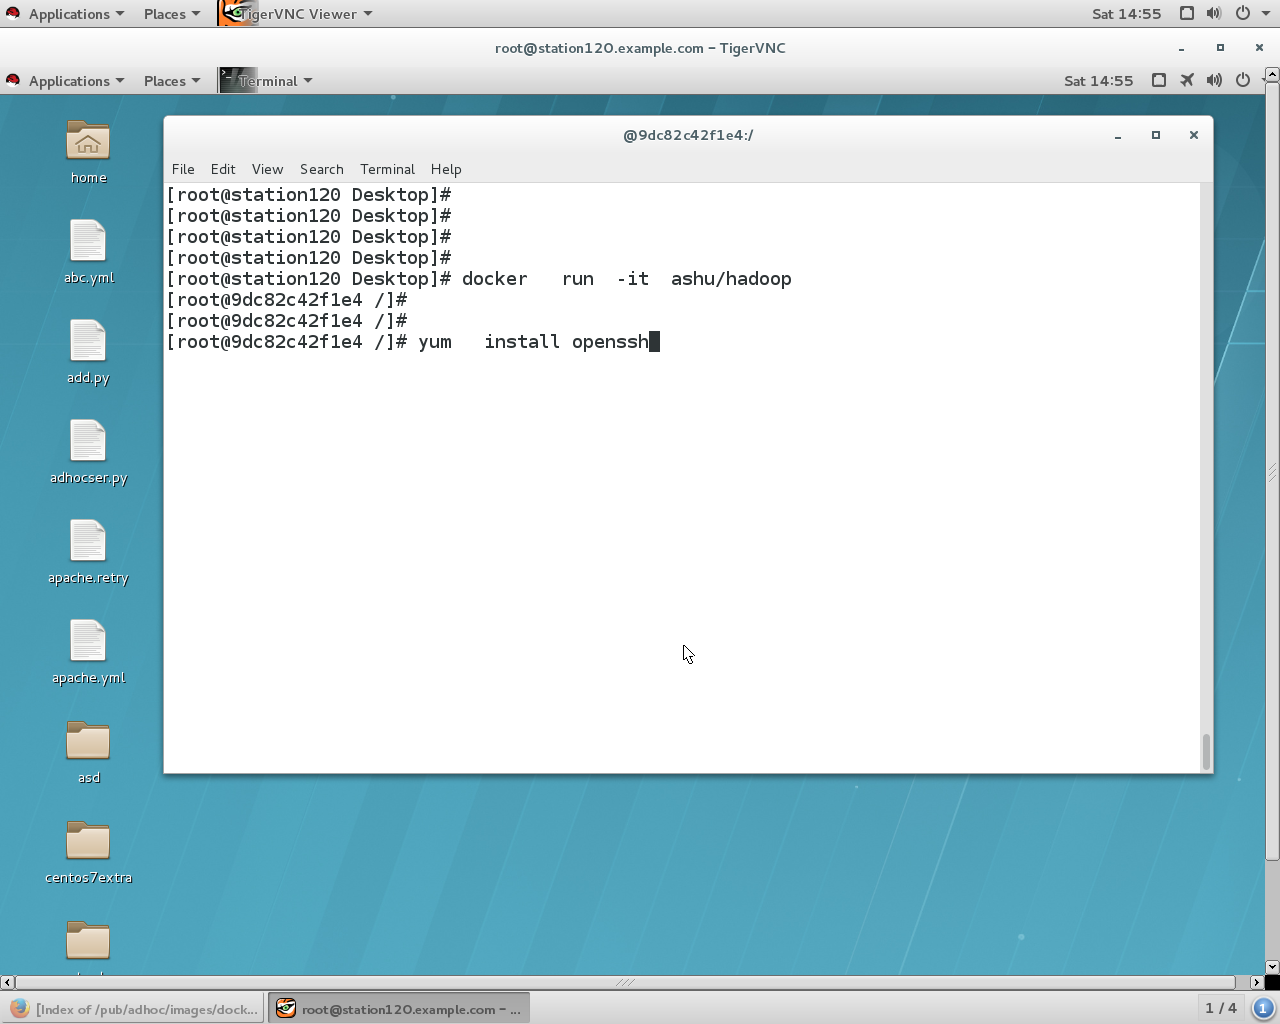 Applications Places TigerVNC Viewer Sat 14:55
root@station120.example.com - TigerVNC
Applications Places Terminal Sat 14:55
@9dc82c42f1e4:/
File Edit View Search Terminal Help
[root@station120 Desktop]#
[root@station120 Desktop]#
[root@station120 Desktop]#
[root@station120 Desktop]#
[root@station120 Desktop]# docker   run  -it  ashu/hadoop
[root@9dc82c42f1e4 /]#
[root@9dc82c42f1e4 /]#
[root@9dc82c42f1e4 /]# yum   install openssh
home
abc.yml
add.py
adhocser.py
apache.retry
apache.yml
asd
centos7extra
[Index of /pub/adhoc/images/dock... root@station120.example.com - ... 1 / 4 1